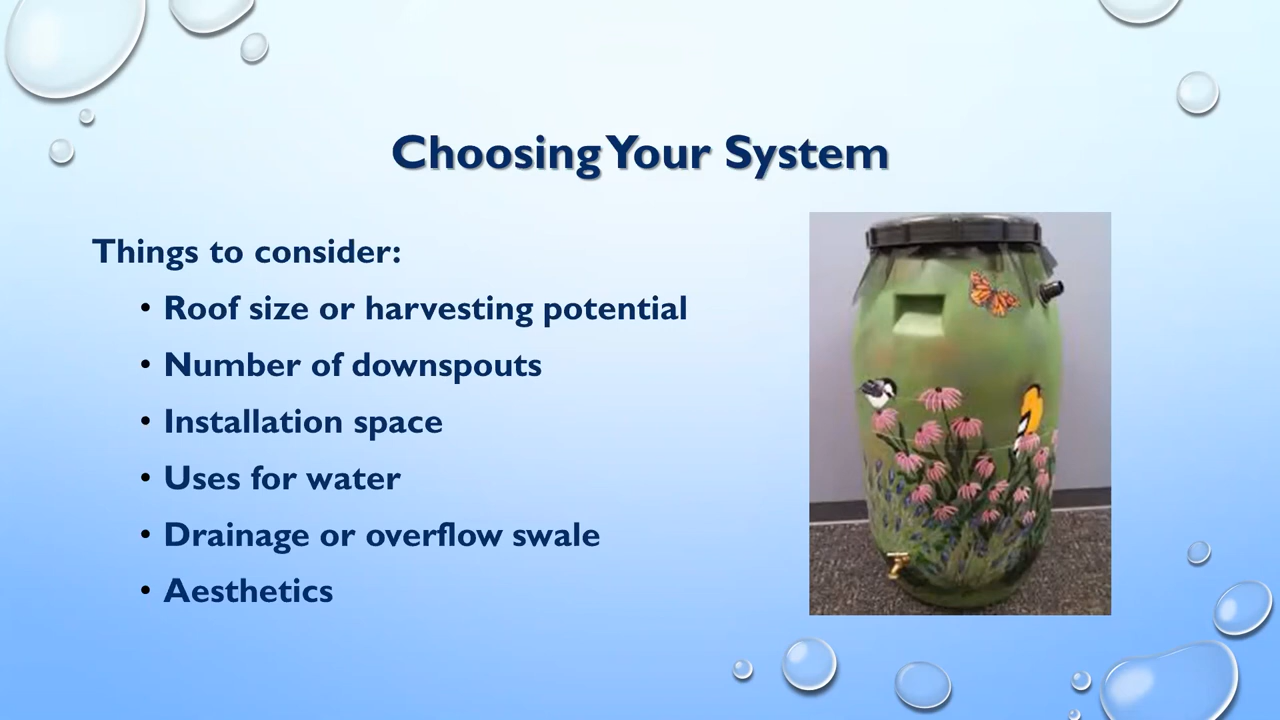 Choosing Your System
Things to consider:
• Roof size or harvesting potential
• Number of downspouts
• Installation space
• Uses for water
• Drainage or overflow swale
• Aesthetics